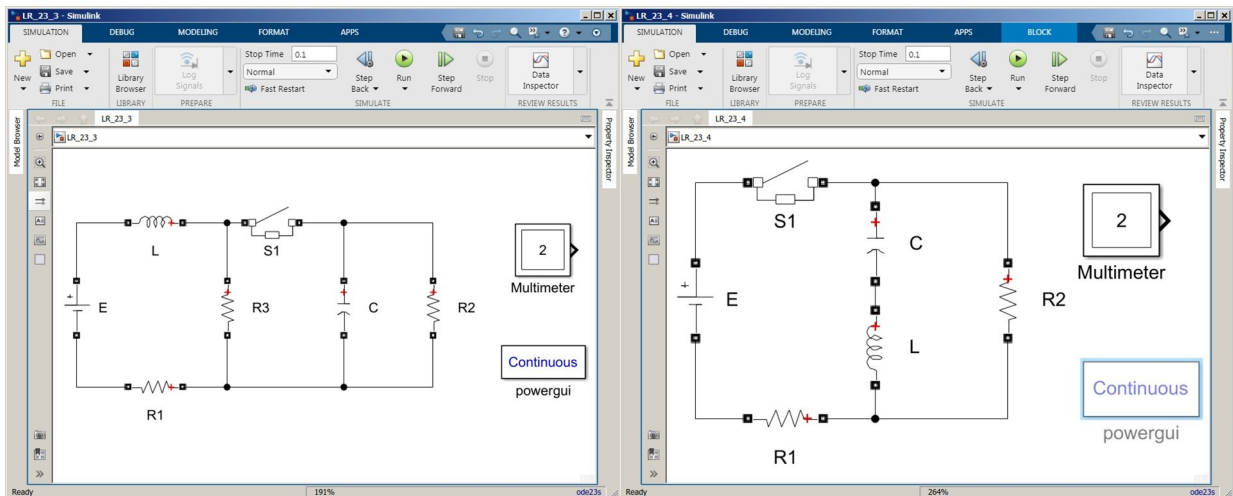 LR_23_3 - Simulink
SIMULATION DEBUG MODELING FORMAT APPS
New
Open
Save
Print
FILE
Library Browser
LIBRARY
Log Signals
PREPARE
Stop Time 0.1
Normal
Fast Restart
Step Back
Run
Step Forward
Stop
SIMULATE
Data Inspector
REVIEW RESULTS
Model Browser
LR_23_3
LR_23_3
Property Inspector
L
S1
E
R3
C
R2
R1
2
Multimeter
Continuous
powergui
Ready 191% ode23s
LR_23_4 - Simulink
SIMULATION DEBUG MODELING FORMAT APPS BLOCK
New
Open
Save
Print
FILE
Library Browser
LIBRARY
Log Signals
PREPARE
Stop Time 0.1
Normal
Fast Restart
Step Back
Run
Step Forward
Stop
SIMULATE
Data Inspector
REVIEW RESULTS
Model Browser
LR_23_4
LR_23_4
Property Inspector
S1
C
E
R2
L
R1
2
Multimeter
Continuous
powergui
Ready 264% ode23s